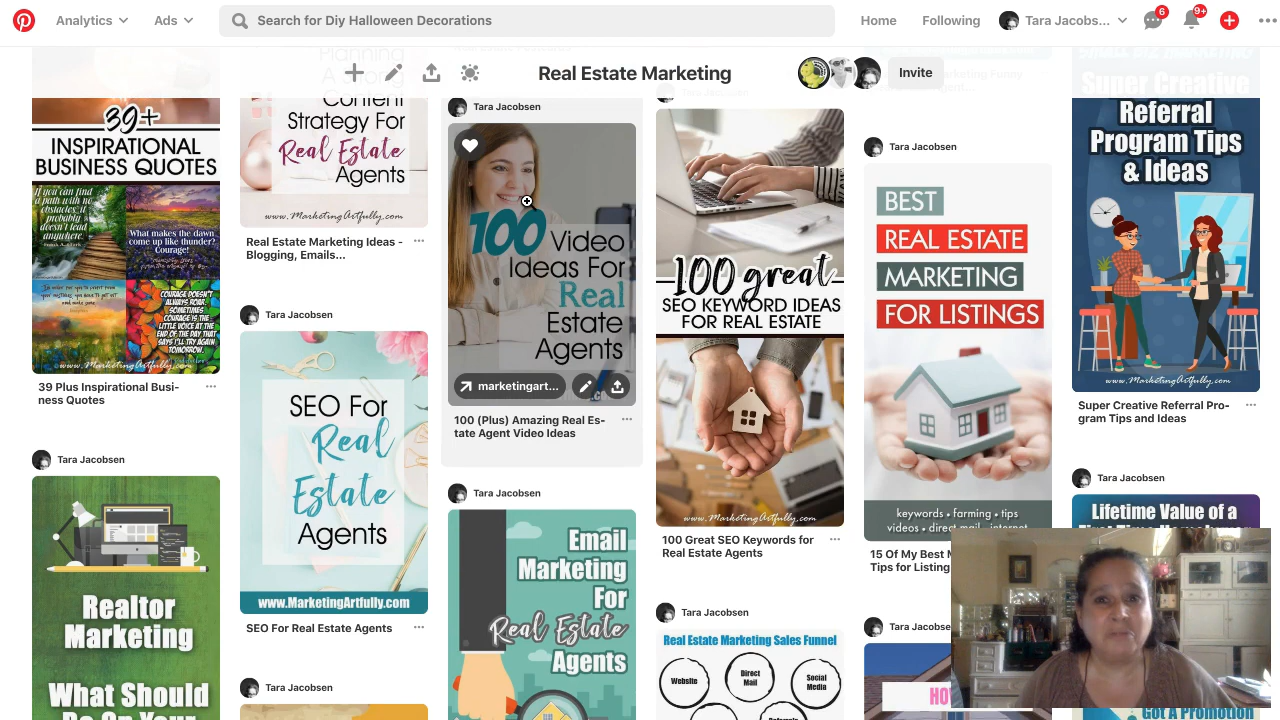 Analytics
Ads
Search for Diy Halloween Decorations
Home
Following
Tara Jacobs...
6
9+
Real Estate Marketing
Invite
39+
INSPIRATIONAL
BUSINESS QUOTES
www.MarketingArtfully.com
39 Plus Inspirational Busi-
ness Quotes
Tara Jacobsen
Realtor
Marketing
What Should
Content
Strategy For
Real Estate
Agents
www.MarketingArtfully.com
Real Estate Marketing Ideas -
Blogging, Emails...
Tara Jacobsen
SEO For
Real
Estate
Agents
www.MarketingArtfully.com
SEO For Real Estate Agents
Tara Jacobsen
Tara Jacobsen
100 Video
Ideas For
Real
Estate
Agents
marketingart...
100 (Plus) Amazing Real Es-
tate Agent Video Ideas
Tara Jacobsen
Email
Marketing
For
Real Estate
Agents
100 great
SEO KEYWORD IDEAS
FOR REAL ESTATE
www.MarketingArtfully.com
100 Great SEO Keywords for
Real Estate Agents
Tara Jacobsen
Real Estate Marketing Sales Funnel
Website
Direct
Mail
Social
Media
Tara Jacobsen
BEST
REAL ESTATE
MARKETING
FOR LISTINGS
keywords • farming • tips
videos • direct mail • internet
15 Of My Best
Tips for Listing
Tara Jacobse
Super Creative
Referral
Program Tips
& Ideas
www.MarketingArtfully.com
Super Creative Referral Pro-
gram Tips and Ideas
Tara Jacobsen
Lifetime Value of a
Got A Promotion